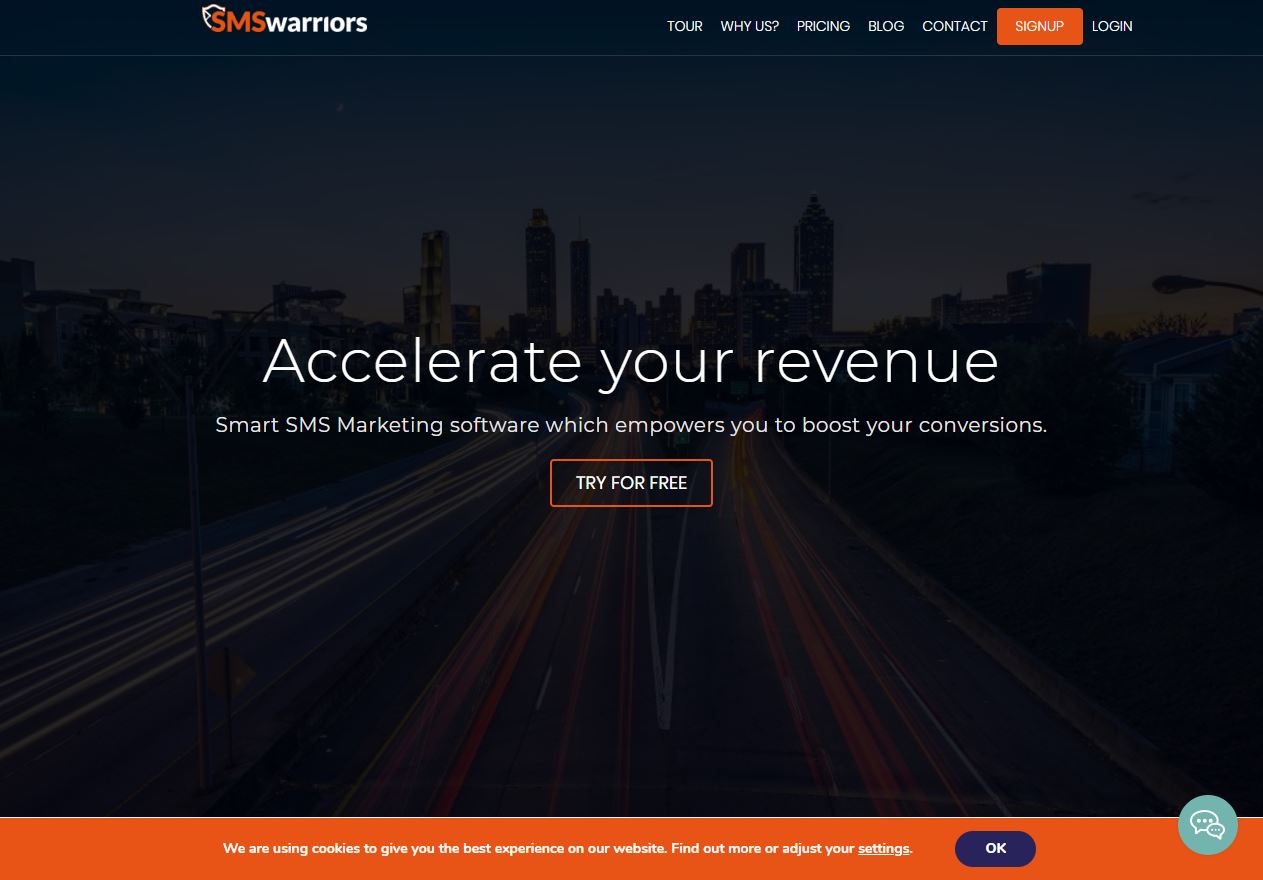 SMSwarriors
TOUR WHY US? PRICING BLOG CONTACT SIGNUP LOGIN
Accelerate your revenue
Smart SMS Marketing software which empowers you to boost your conversions.
TRY FOR FREE
We are using cookies to give you the best experience on our website. Find out more or adjust your settings. OK